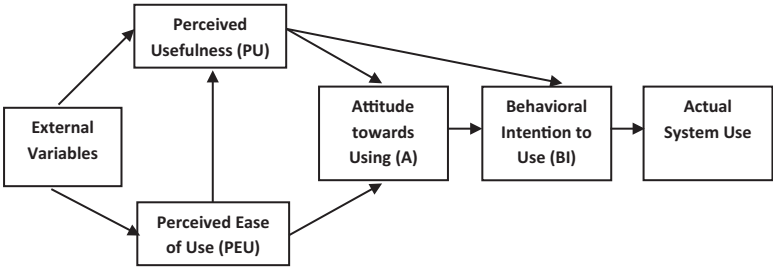 Perceived
Usefulness (PU)
External
Variables
Perceived Ease
of Use (PEU)
Attitude
towards
Using (A)
Behavioral
Intention to
Use (BI)
Actual
System Use